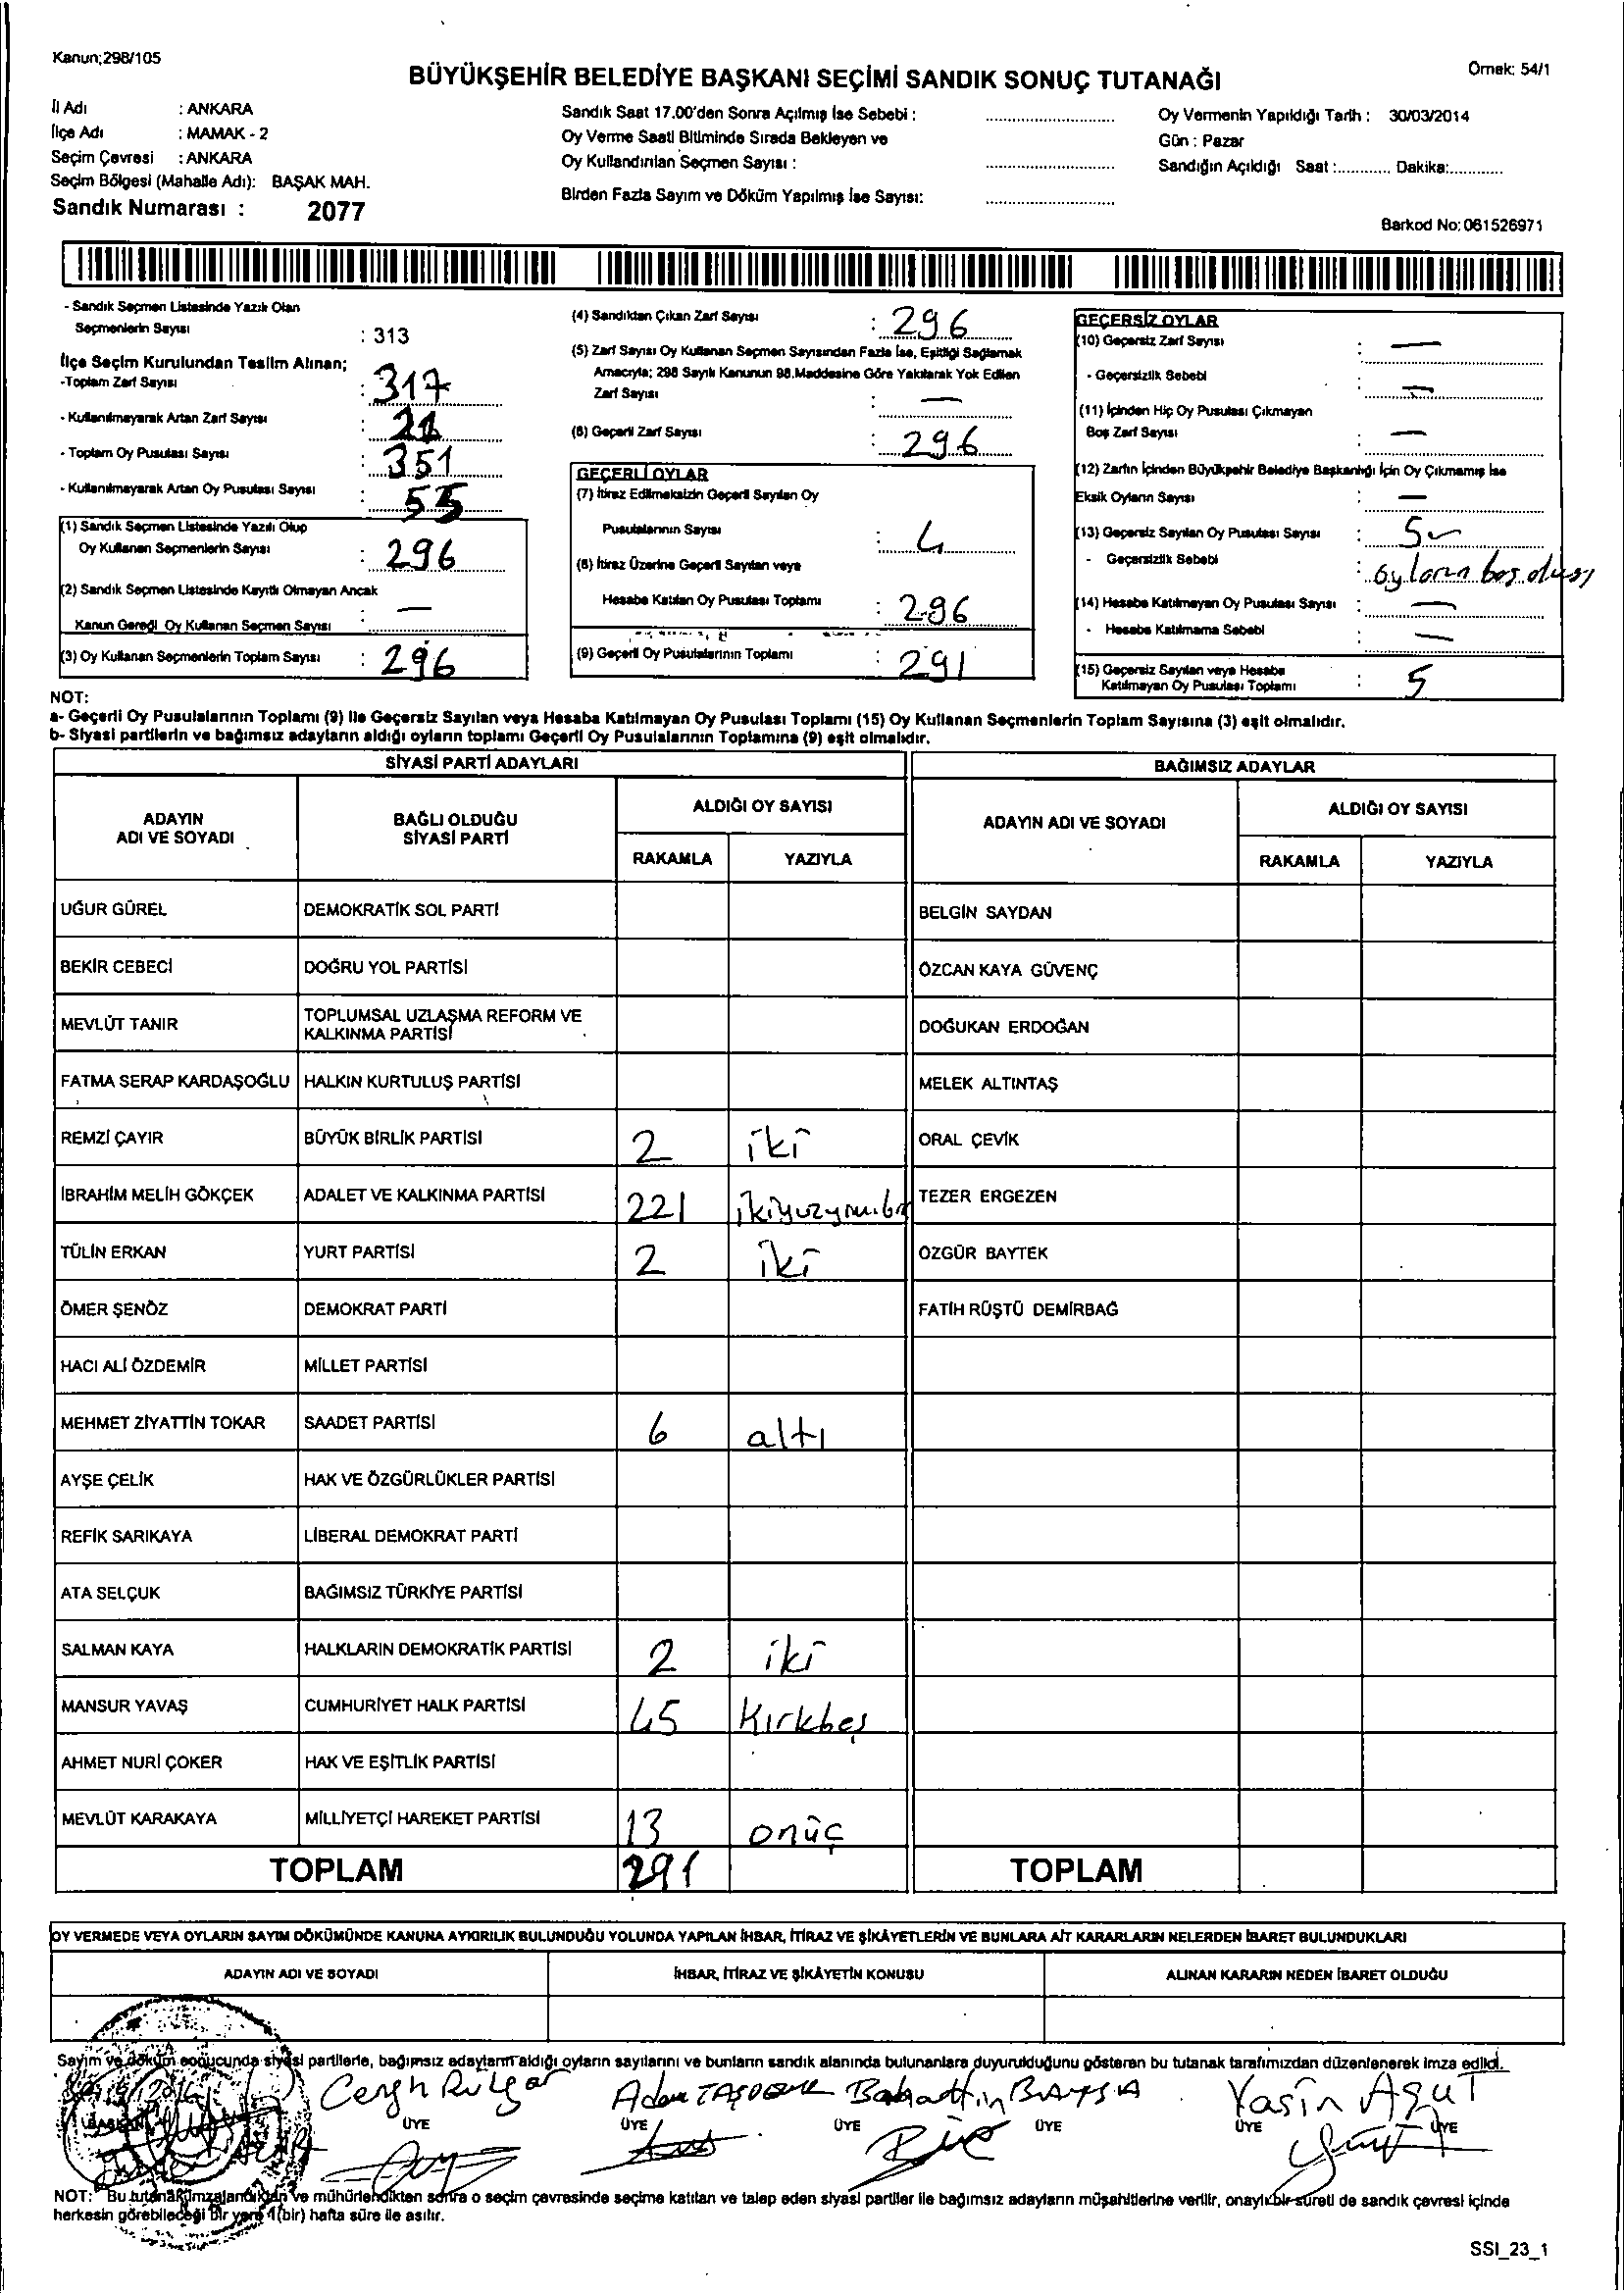 Kanun;298/105
Örnek: 54/1
BÜYÜKŞEHİR BELEDİYE BAŞKANI SEÇİMİ SANDIK SONUÇ TUTANAĞI
İl Adı : ANKARA
İlçe Adı : MAMAK - 2
Seçim Çevresi : ANKARA
Seçim Bölgesi (Mahalle Adı): BAŞAK MAH.
Sandık Numarası : 2077
Sandık Saat 17.00'den Sonra Açılmış İse Sebebi :
Oy Verme Saati Bitiminde Sırada Bekleyen ve
Oy Kullandırılan Seçmen Sayısı :
Birden Fazla Sayım ve Döküm Yapılmış İse Sayısı:
Oy Vermenin Yapıldığı Tarih : 30/03/2014
Gün : Pazar
Sandığın Açıldığı Saat :............ Dakika:............
Barkod No: 061526971
- Sandık Seçmen Listesinde Yazılı Olan
Seçmenlerin Sayısı : 313
İlçe Seçim Kurulundan Teslim Alınan;
-Toplam Zarf Sayısı : 317
- Kullanılmayarak Artan Zarf Sayısı : 21
- Toplam Oy Pusulası Sayısı : 351
- Kullanılmayarak Artan Oy Pusulası Sayısı : 55
(1) Sandık Seçmen Listesinde Yazılı Olup
Oy Kullanan Seçmenlerin Sayısı : 296
(2) Sandık Seçmen Listesinde Kayıtlı Olmayan Ancak
Kanun Gereği Oy Kullanan Seçmen Sayısı : —
(3) Oy Kullanan Seçmenlerin Toplam Sayısı : 296
(4) Sandıktan Çıkan Zarf Sayısı : 296
(5) Zarf Sayısı Oy Kullanan Seçmen Sayısından Fazla İse, Eşitliği Sağlamak
Amacıyla; 298 Sayılı Kanunun 98.Maddesine Göre Yakılarak Yok Edilen
Zarf Sayısı : —
(6) Geçerli Zarf Sayısı : 296
GEÇERLİ OYLAR
(7) İtiraz Edilmeksizin Geçerli Sayılan Oy
Pusulalarının Sayısı : 4
(8) İtiraz Üzerine Geçerli Sayılan veya
Hesaba Katılan Oy Pusulası Toplamı : 296
(9) Geçerli Oy Pusulalarının Toplamı : 291
GEÇERSİZ OYLAR
(10) Geçersiz Zarf Sayısı : —
- Geçersizlik Sebebi : —
(11) İçinden Hiç Oy Pusulası Çıkmayan
Boş Zarf Sayısı : —
(12) Zarfın İçinden Büyükşehir Belediye Başkanlığı İçin Oy Çıkmamış İse
Eksik Oyların Sayısı : —
(13) Geçersiz Sayılan Oy Pusulası Sayısı : 5
- Geçersizlik Sebebi : oyların boş oluşu
(14) Hesaba Katılmayan Oy Pusulası Sayısı : —
- Hesaba Katılmama Sebebi : —
(15) Geçersiz Sayılan veya Hesaba
Katılmayan Oy Pusulası Toplamı : 5
NOT:
a- Geçerli Oy Pusulalarının Toplamı (9) İle Geçersiz Sayılan veya Hesaba Katılmayan Oy Pusulası Toplamı (15) Oy Kullanan Seçmenlerin Toplam Sayısına (3) eşit olmalıdır.
b- Siyasi partilerin ve bağımsız adayların aldığı oyların toplamı Geçerli Oy Pusulalarının Toplamına (9) eşit olmalıdır.
SİYASİ PARTİ ADAYLARI
BAĞIMSIZ ADAYLAR
ADAYIN ADI VE SOYADI
BAĞLI OLDUĞU SİYASİ PARTİ
ALDIĞI OY SAYISI
RAKAMLA YAZIYLA
ADAYIN ADI VE SOYADI
ALDIĞI OY SAYISI
RAKAMLA YAZIYLA
UĞUR GÜREL DEMOKRATİK SOL PARTİ BELGİN SAYDAN
BEKİR CEBECİ DOĞRU YOL PARTİSİ ÖZCAN KAYA GÜVENÇ
MEVLÜT TANIR TOPLUMSAL UZLAŞMA REFORM VE KALKINMA PARTİSİ DOĞUKAN ERDOĞAN
FATMA SERAP KARDAŞOĞLU HALKIN KURTULUŞ PARTİSİ MELEK ALTINTAŞ
REMZİ ÇAYIR BÜYÜK BİRLİK PARTİSİ 2 iki ORAL ÇEVİK
İBRAHİM MELİH GÖKÇEK ADALET VE KALKINMA PARTİSİ 221 TEZER ERGEZEN
TÜLİN ERKAN YURT PARTİSİ 2 iki ÖZGÜR BAYTEK
ÖMER ŞENÖZ DEMOKRAT PARTİ FATİH RÜŞTÜ DEMİRBAĞ
HACI ALİ ÖZDEMİR MİLLET PARTİSİ
MEHMET ZİYATTİN TOKAR SAADET PARTİSİ 6 altı
AYŞE ÇELİK HAK VE ÖZGÜRLÜKLER PARTİSİ
REFİK SARIKAYA LİBERAL DEMOKRAT PARTİ
ATA SELÇUK BAĞIMSIZ TÜRKİYE PARTİSİ
SALMAN KAYA HALKLARIN DEMOKRATİK PARTİSİ 2 iki
MANSUR YAVAŞ CUMHURİYET HALK PARTİSİ 45 Kırkbeş
AHMET NURİ ÇOKER HAK VE EŞİTLİK PARTİSİ
MEVLÜT KARAKAYA MİLLİYETÇİ HAREKET PARTİSİ 13 onüç
TOPLAM 291 TOPLAM
OY VERMEDE VEYA OYLARIN SAYIM DÖKÜMÜNDE KANUNA AYKIRILIK BULUNDUĞU YOLUNDA YAPILAN İHBAR, İTİRAZ VE ŞİKÂYETLERİN VE BUNLARA AİT KARARLARIN NELERDEN İBARET BULUNDUKLARI
ADAYIN ADI VE SOYADI İHBAR, İTİRAZ VE ŞİKÂYETİN KONUSU ALINAN KARARIN NEDEN İBARET OLDUĞU
Sayım ve döküm sonucunda siyasi partilerle, bağımsız adayların aldığı oyların sayılarını ve bunların sandık alanında bulunanlara duyurulduğunu gösteren bu tutanak tarafımızdan düzenlenerek imza edildi.
Adem Bahattin Yasin
ÜYE ÜYE ÜYE ÜYE ÜYE ÜYE
NOT: Bu tutanak imzalandıktan ve mühürlendikten sonra o seçim çevresinde seçime katılan ve talep eden siyasi partiler ile bağımsız adayların müşahitlerine verilir, onaylı bir sureti de sandık çevresi içinde
herkesin görebileceği bir yere 1(bir) hafta süre ile asılır.
SSI_23_1